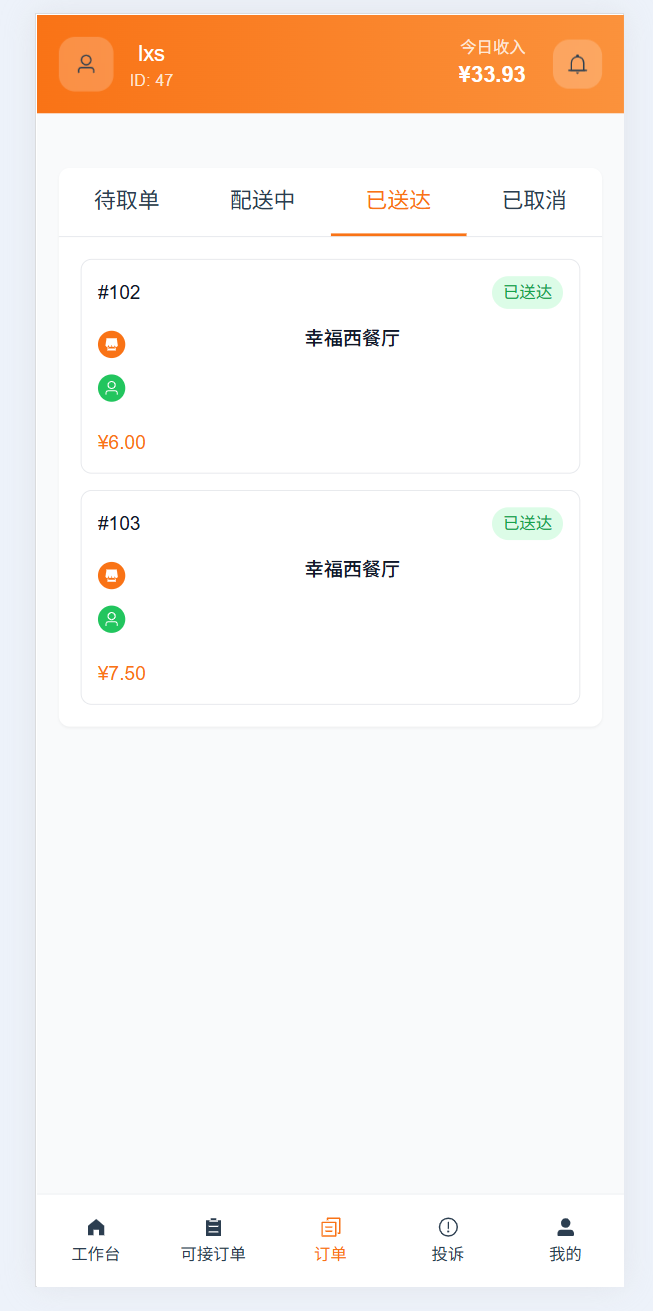 lxs
ID: 47
今日收入
¥33.93
待取单 配送中 已送达 已取消
#102 已送达
幸福西餐厅
¥6.00
#103 已送达
幸福西餐厅
¥7.50
工作台 可接订单 订单 投诉 我的